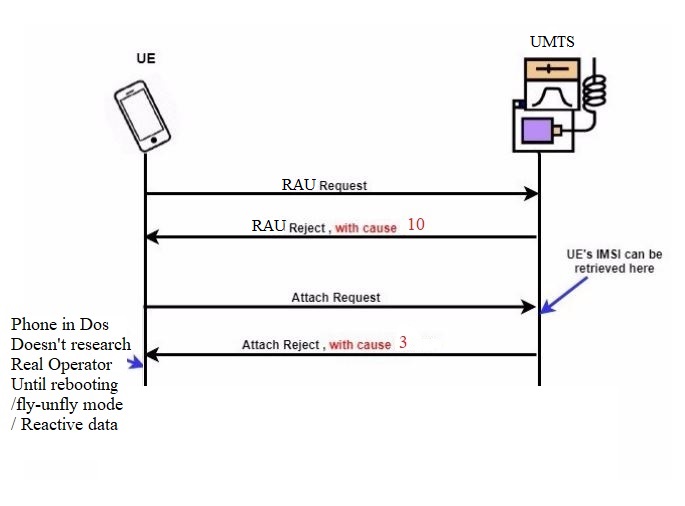 UMTS
UE
RAU Request
RAU Reject , with cause 10
UE's IMSI can be
retrieved here
Attach Request
Phone in Dos
Doesn't research
Real Operator
Until rebooting
/fly-unfly mode
/ Reactive data
Attach Reject , with cause 3